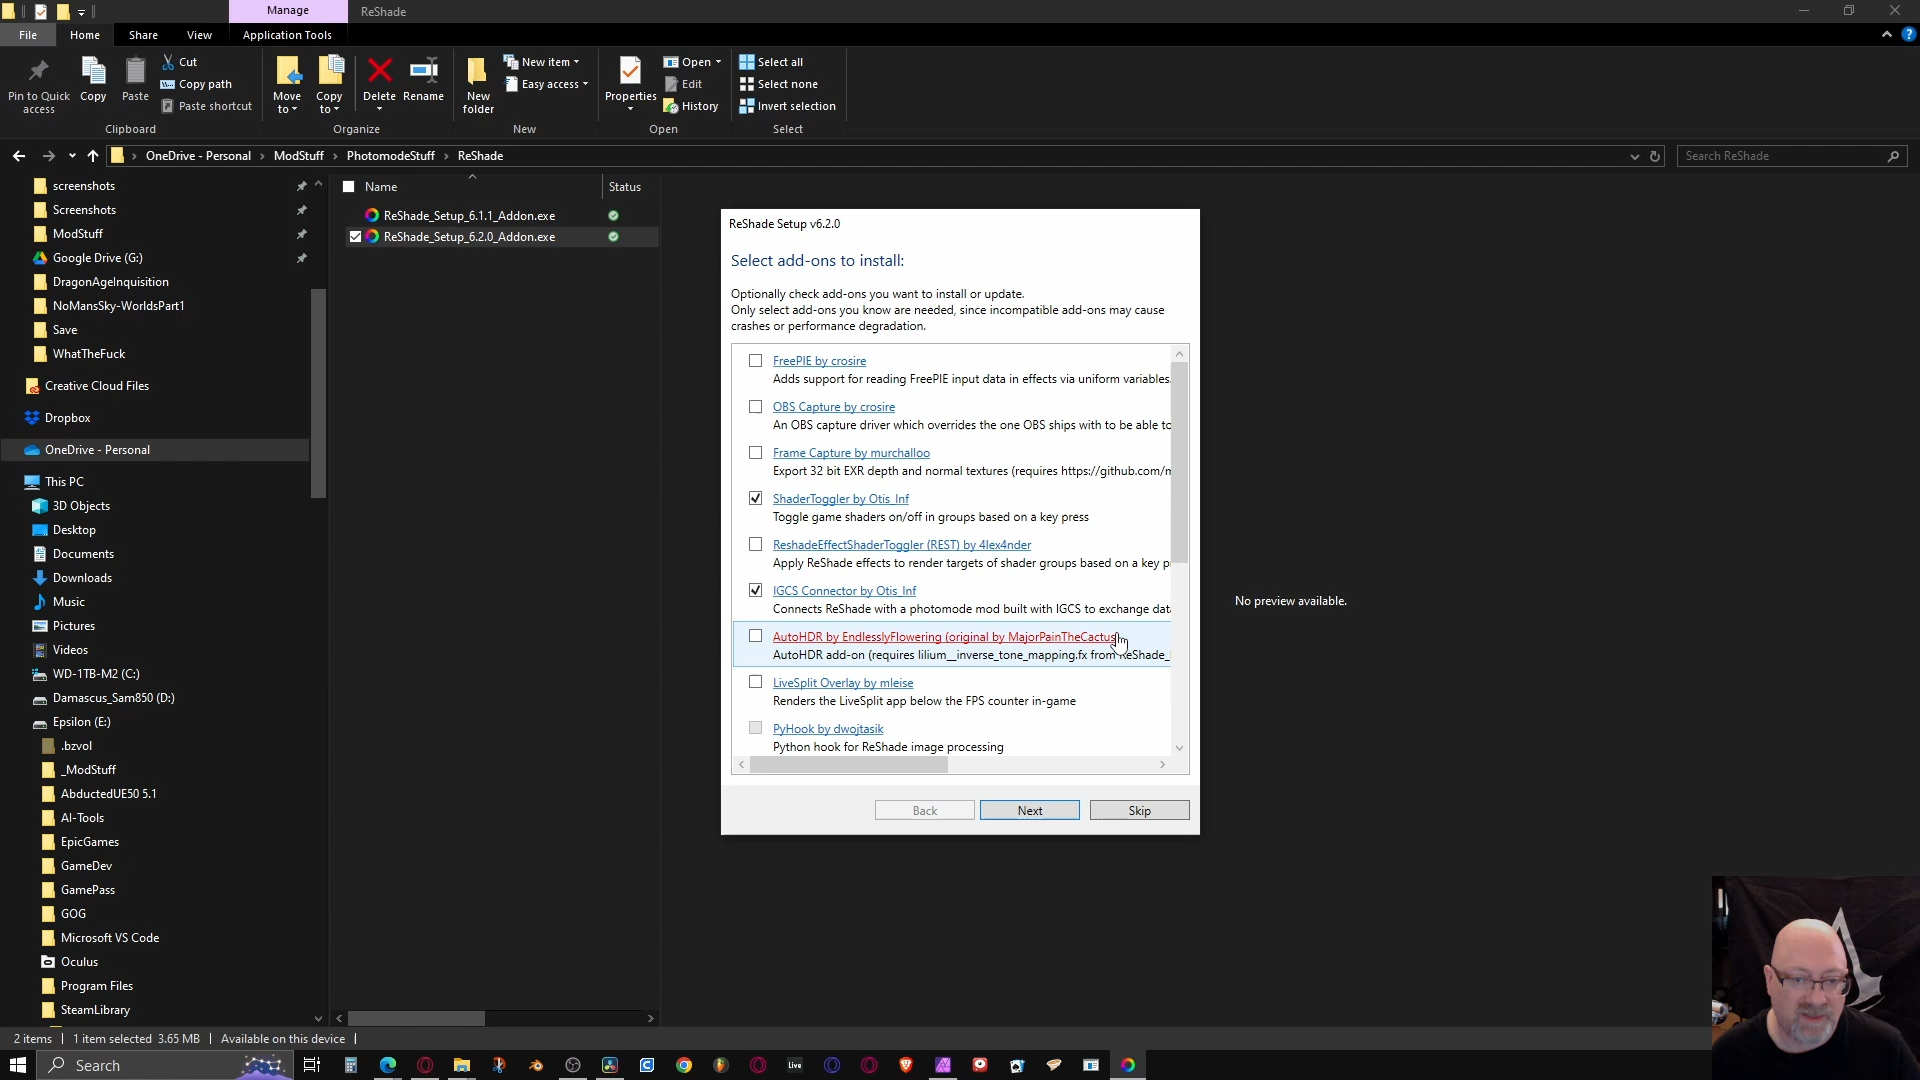 Manage
ReShade
File
Home
Share
View
Application Tools
Pin to Quick access
Copy
Paste
Cut
Copy path
Paste shortcut
Clipboard
Move to
Copy to
Delete
Rename
Organize
New folder
New item
Easy access
New
Properties
Open
Edit
History
Open
Select all
Select none
Invert selection
Select
OneDrive - Personal
ModStuff
PhotomodeStuff
ReShade
Search ReShade
screenshots
Screenshots
ModStuff
Google Drive (G:)
DragonAgeInquisition
NoMansSky-WorldsPart1
Save
WhatTheFuck
Creative Cloud Files
Dropbox
OneDrive - Personal
This PC
3D Objects
Desktop
Documents
Downloads
Music
Pictures
Videos
WD-1TB-M2 (C:)
Damascus_Sam850 (D:)
Epsilon (E:)
.bzvol
_ModStuff
AbductedUE50 5.1
AI-Tools
EpicGames
GameDev
GamePass
GOG
Microsoft VS Code
Oculus
Program Files
SteamLibrary
Name
Status
ReShade_Setup_6.1.1_Addon.exe
ReShade_Setup_6.2.0_Addon.exe
ReShade Setup v6.2.0
Select add-ons to install:
Optionally check add-ons you want to install or update.
Only select add-ons you know are needed, since incompatible add-ons may cause
crashes or performance degradation.
FreePIE by crosire
Adds support for reading FreePIE input data in effects via uniform variables.
OBS Capture by crosire
An OBS capture driver which overrides the one OBS ships with to be able to
Frame Capture by murchalloo
Export 32 bit EXR depth and normal textures (requires https://github.com/m
ShaderToggler by Otis_Inf
Toggle game shaders on/off in groups based on a key press
ReshadeEffectShaderToggler (REST) by 4lex4nder
Apply ReShade effects to render targets of shader groups based on a key p
IGCS Connector by Otis_Inf
Connects ReShade with a photomode mod built with IGCS to exchange dat
AutoHDR by EndlesslyFlowering (original by MajorPainTheCactus)
AutoHDR add-on (requires lilium__inverse_tone_mapping.fx from ReShade_
LiveSplit Overlay by mleise
Renders the LiveSplit app below the FPS counter in-game
PyHook by dwojtasik
Python hook for ReShade image processing
Back
Next
Skip
No preview available.
2 items
1 item selected 3.65 MB
Available on this device
Search
Live